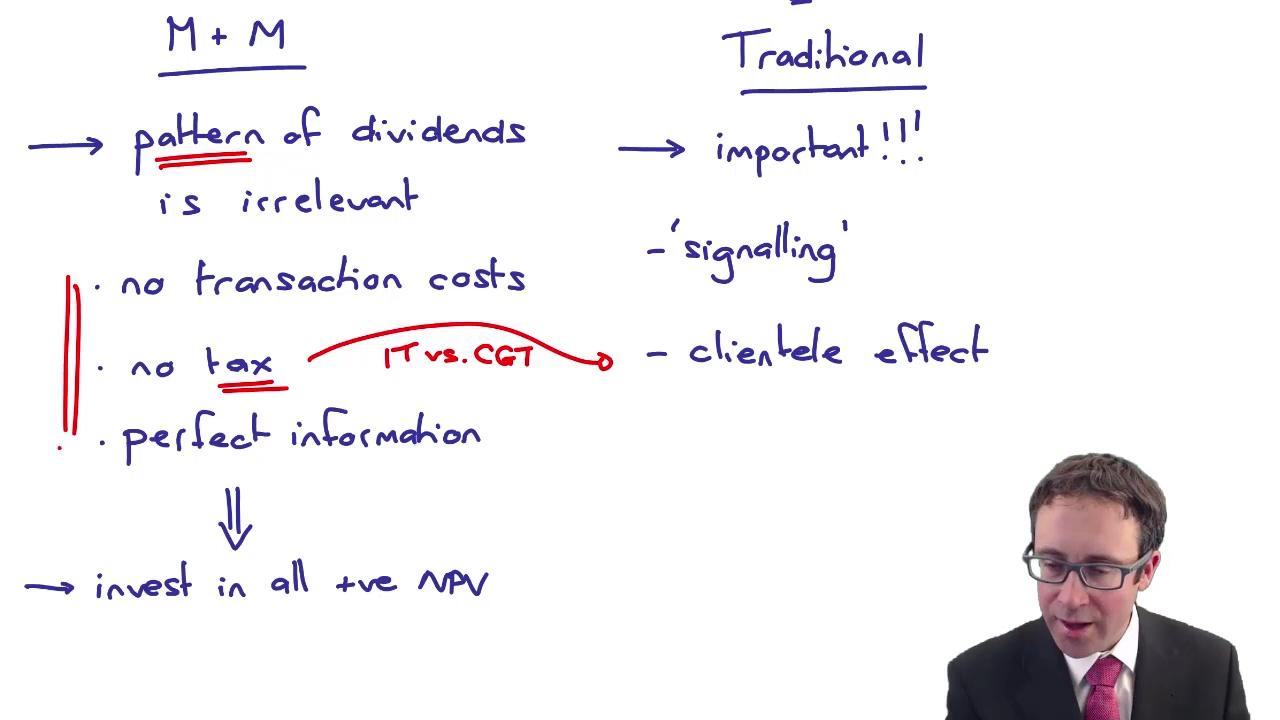 M + M
→ pattern of dividends
is irrelevant
· no transaction costs
· no tax
IT vs. CGT
· perfect information
⇓
→ invest in all +ve NPV
Traditional
→ important!!!
- 'signalling'
- clientele effect